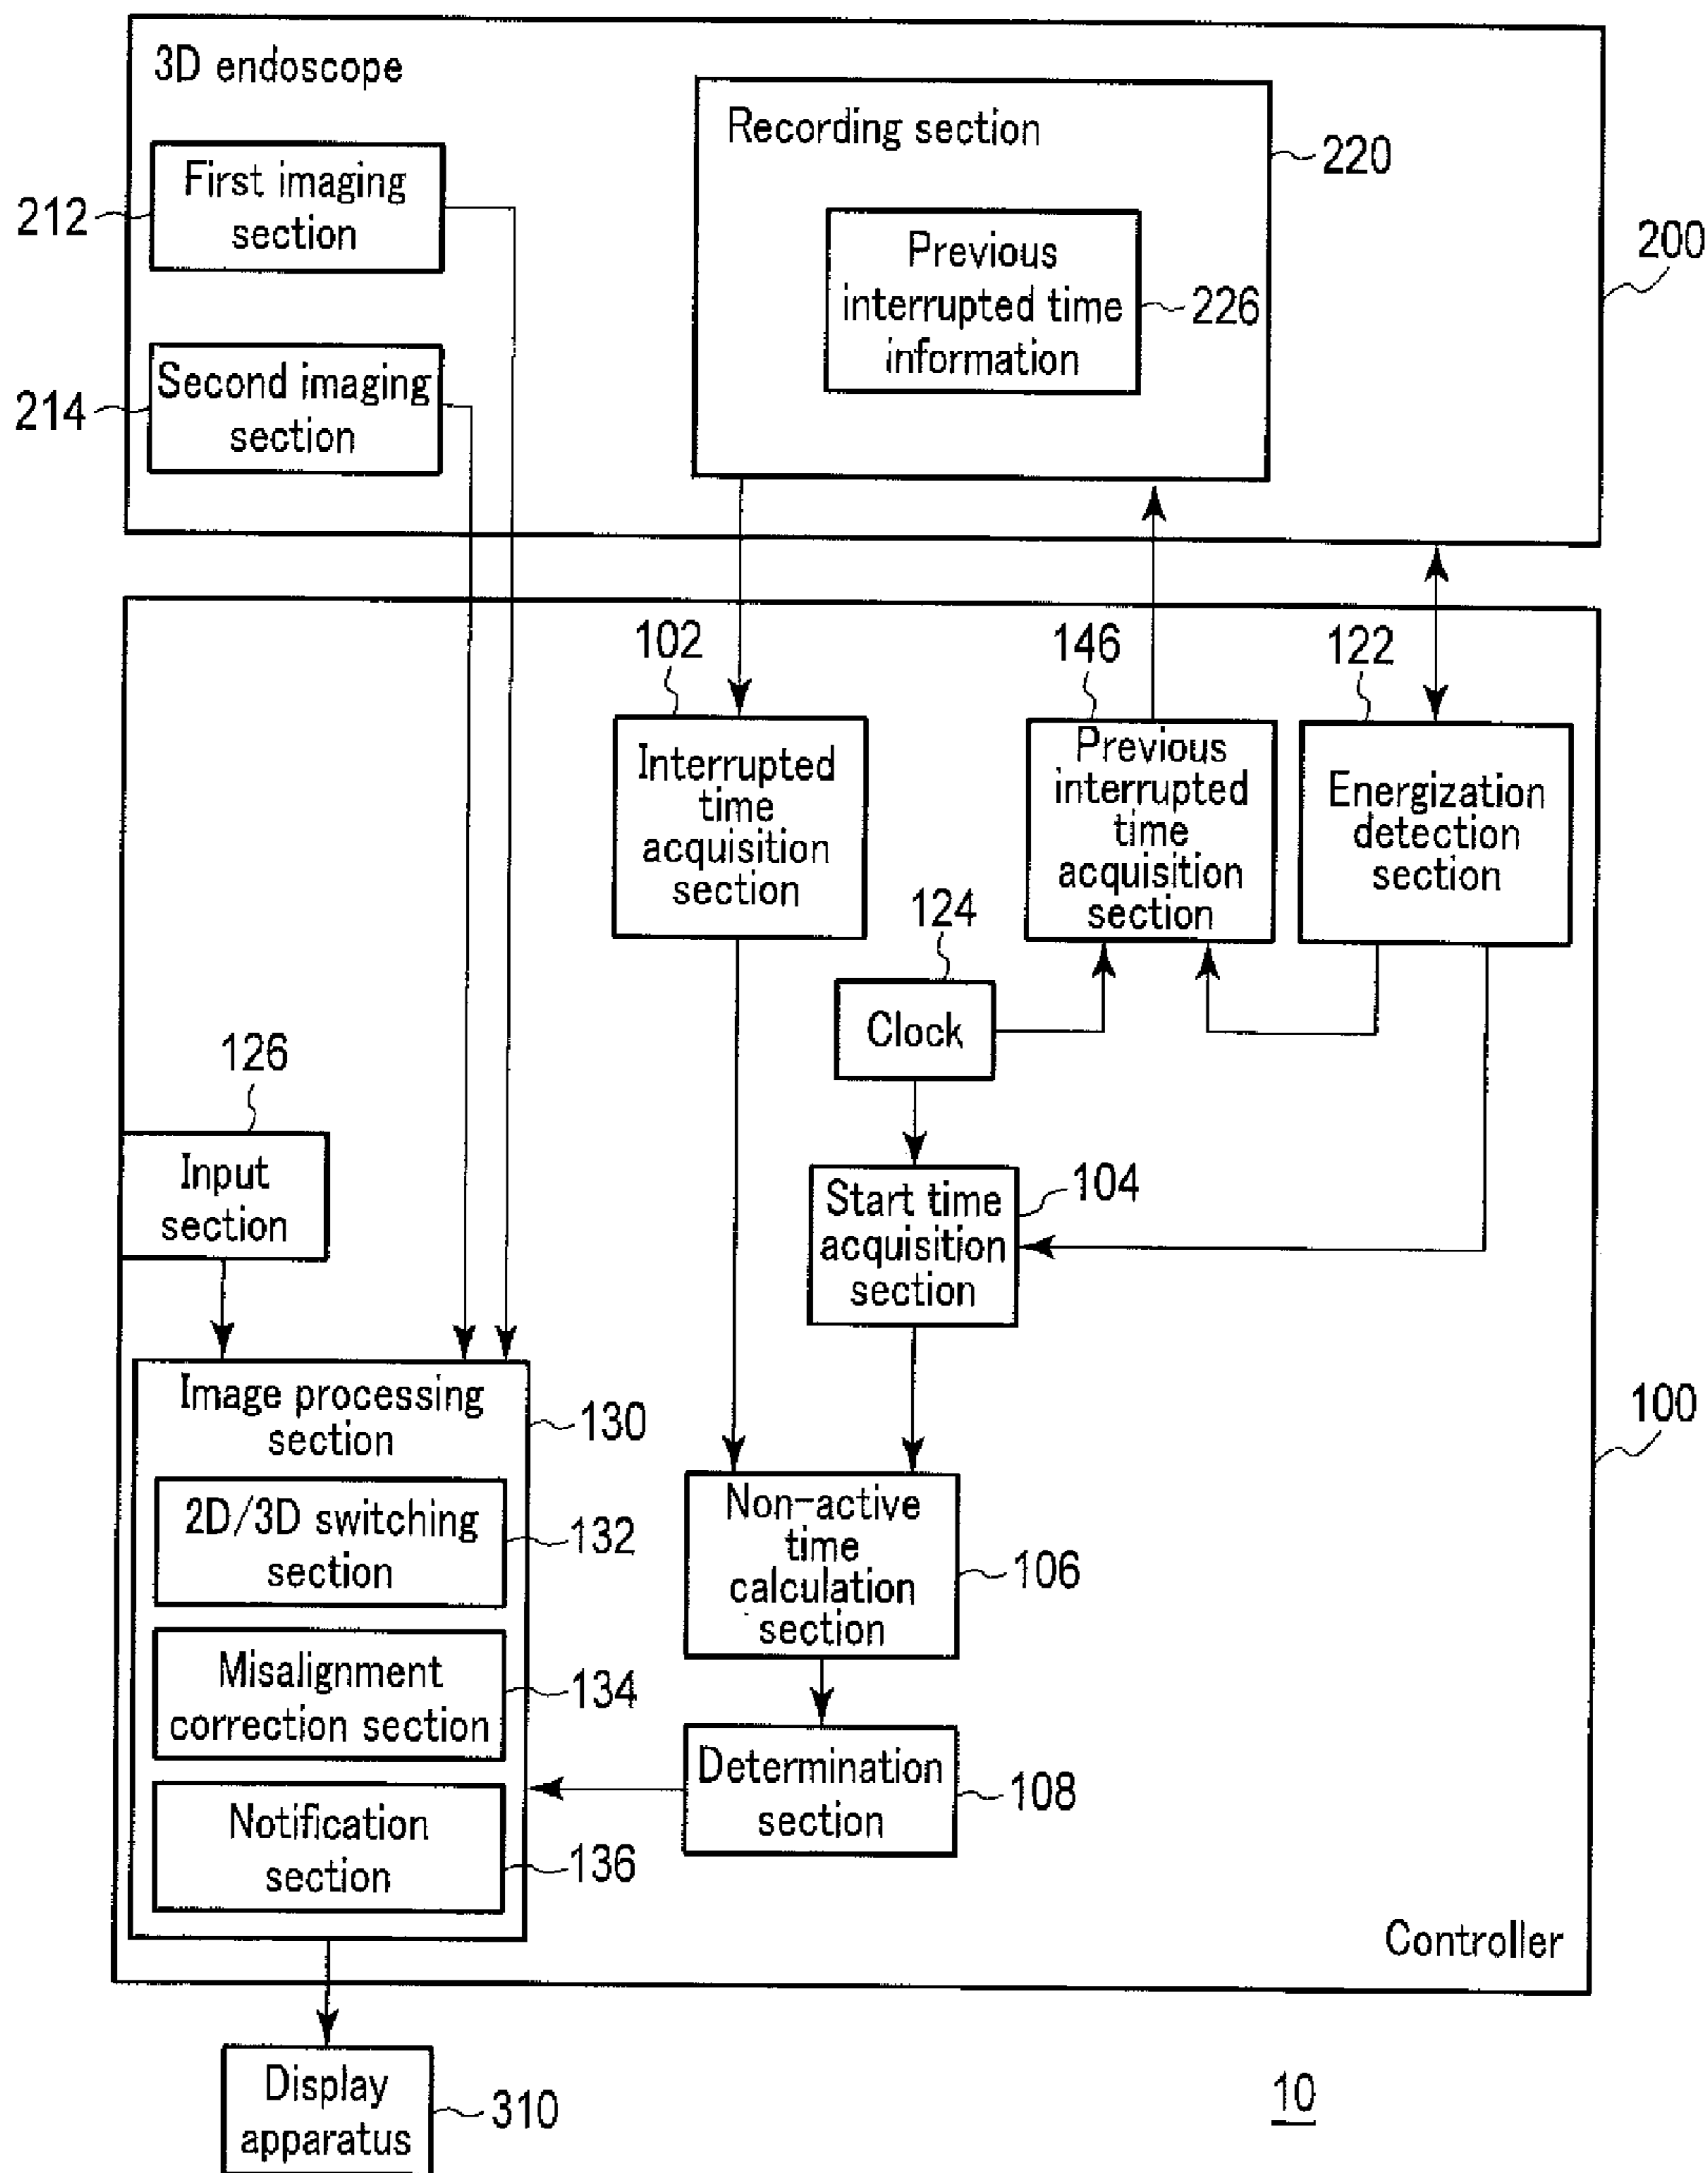 3D endoscope
First imaging
section
212
Second imaging
section
214
Recording section
220
Previous
interrupted time
information
226
200
102
Interrupted
time
acquisition
section
146
Previous
interrupted
time
acquisition
section
122
Energization
detection
section
124
Clock
126
Input
section
Start time
acquisition
section
104
Image processing
section
130
2D/3D switching
section
132
Misalignment
correction section
134
Notification
section
136
Non-active
time
calculation
section
106
Determination
section
108
100
Controller
Display
apparatus
310
10